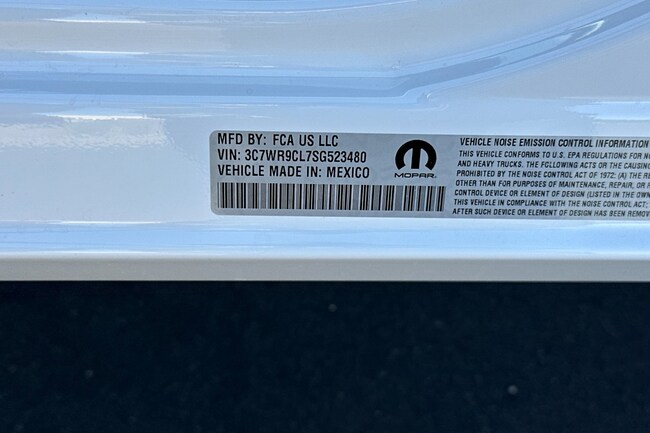 MFD BY: FCA US LLC
VIN: 3C7WR9CL7SG523480
VEHICLE MADE IN: MEXICO
MOPAR
VEHICLE NOISE EMISSION CONTROL INFORMATION
THIS VEHICLE CONFORMS TO U.S. EPA REGULATIONS FOR
AND HEAVY TRUCKS. THE FOLLOWING ACTS OR THE
PROHIBITED BY THE NOISE CONTROL ACT OF 1972: (A) THE
OTHER THAN FOR PURPOSES OF MAINTENANCE, REPAIR, OR
CONTROL DEVICE OR ELEMENT OF DESIGN (LISTED IN THE
THIS VEHICLE IN COMPLIANCE WITH THE NOISE CONTROL ACT;
AFTER SUCH DEVICE OR ELEMENT OF DESIGN HAS BEEN